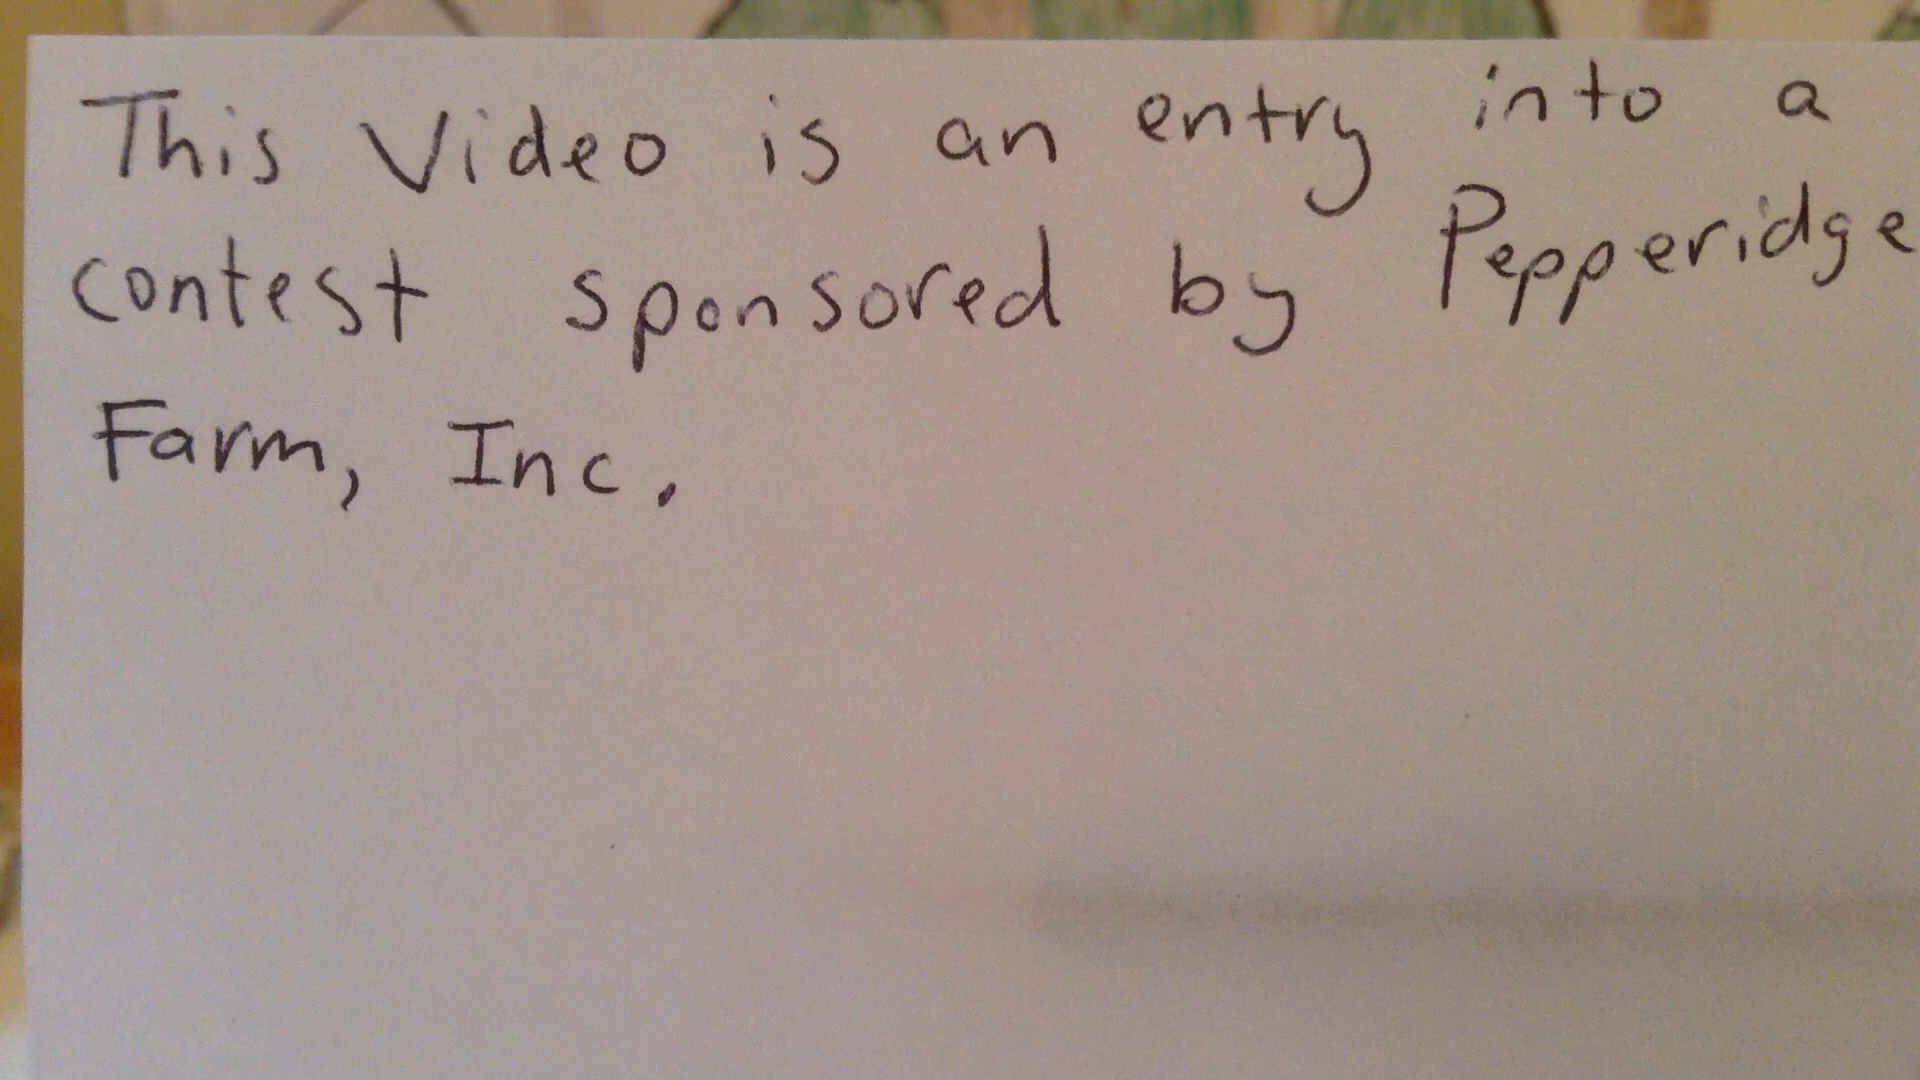 This Video is an entry into a
contest sponsored by Pepperidge
Farm, Inc.